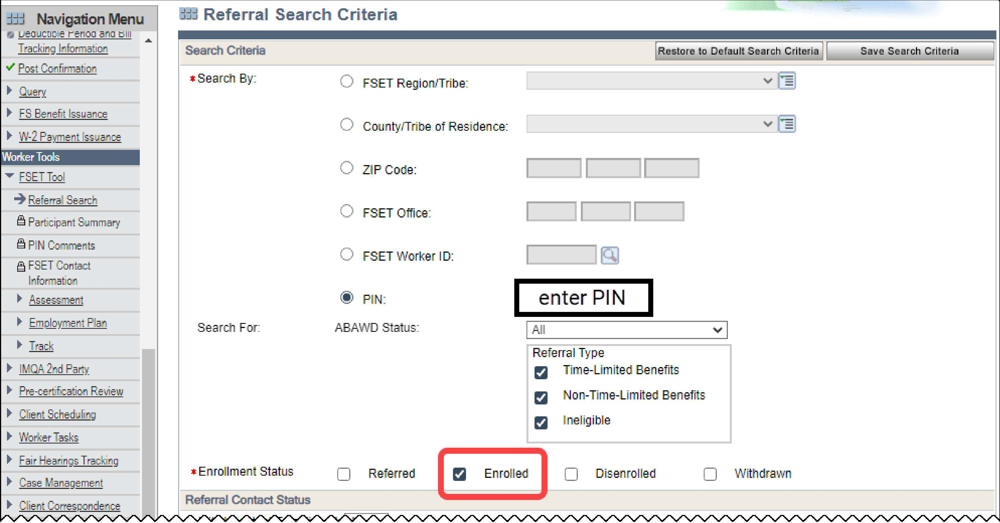 Navigation Menu
Deductible Period and Bill
Tracking Information
Post Confirmation
Query
FS Benefit Issuance
W-2 Payment Issuance
Worker Tools
FSET Tool
Referral Search
Participant Summary
PIN Comments
FSET Contact
Information
Assessment
Employment Plan
Track
IMQA 2nd Party
Pre-certification Review
Client Scheduling
Worker Tasks
Fair Hearings Tracking
Case Management
Client Correspondence
Referral Search Criteria
Search Criteria
Restore to Default Search Criteria
Save Search Criteria
*Search By:
FSET Region/Tribe:
County/Tribe of Residence:
ZIP Code:
FSET Office:
FSET Worker ID:
PIN:
enter PIN
Search For:
ABAWD Status:
All
Referral Type
Time-Limited Benefits
Non-Time-Limited Benefits
Ineligible
*Enrollment Status
Referred
Enrolled
Disenrolled
Withdrawn
Referral Contact Status